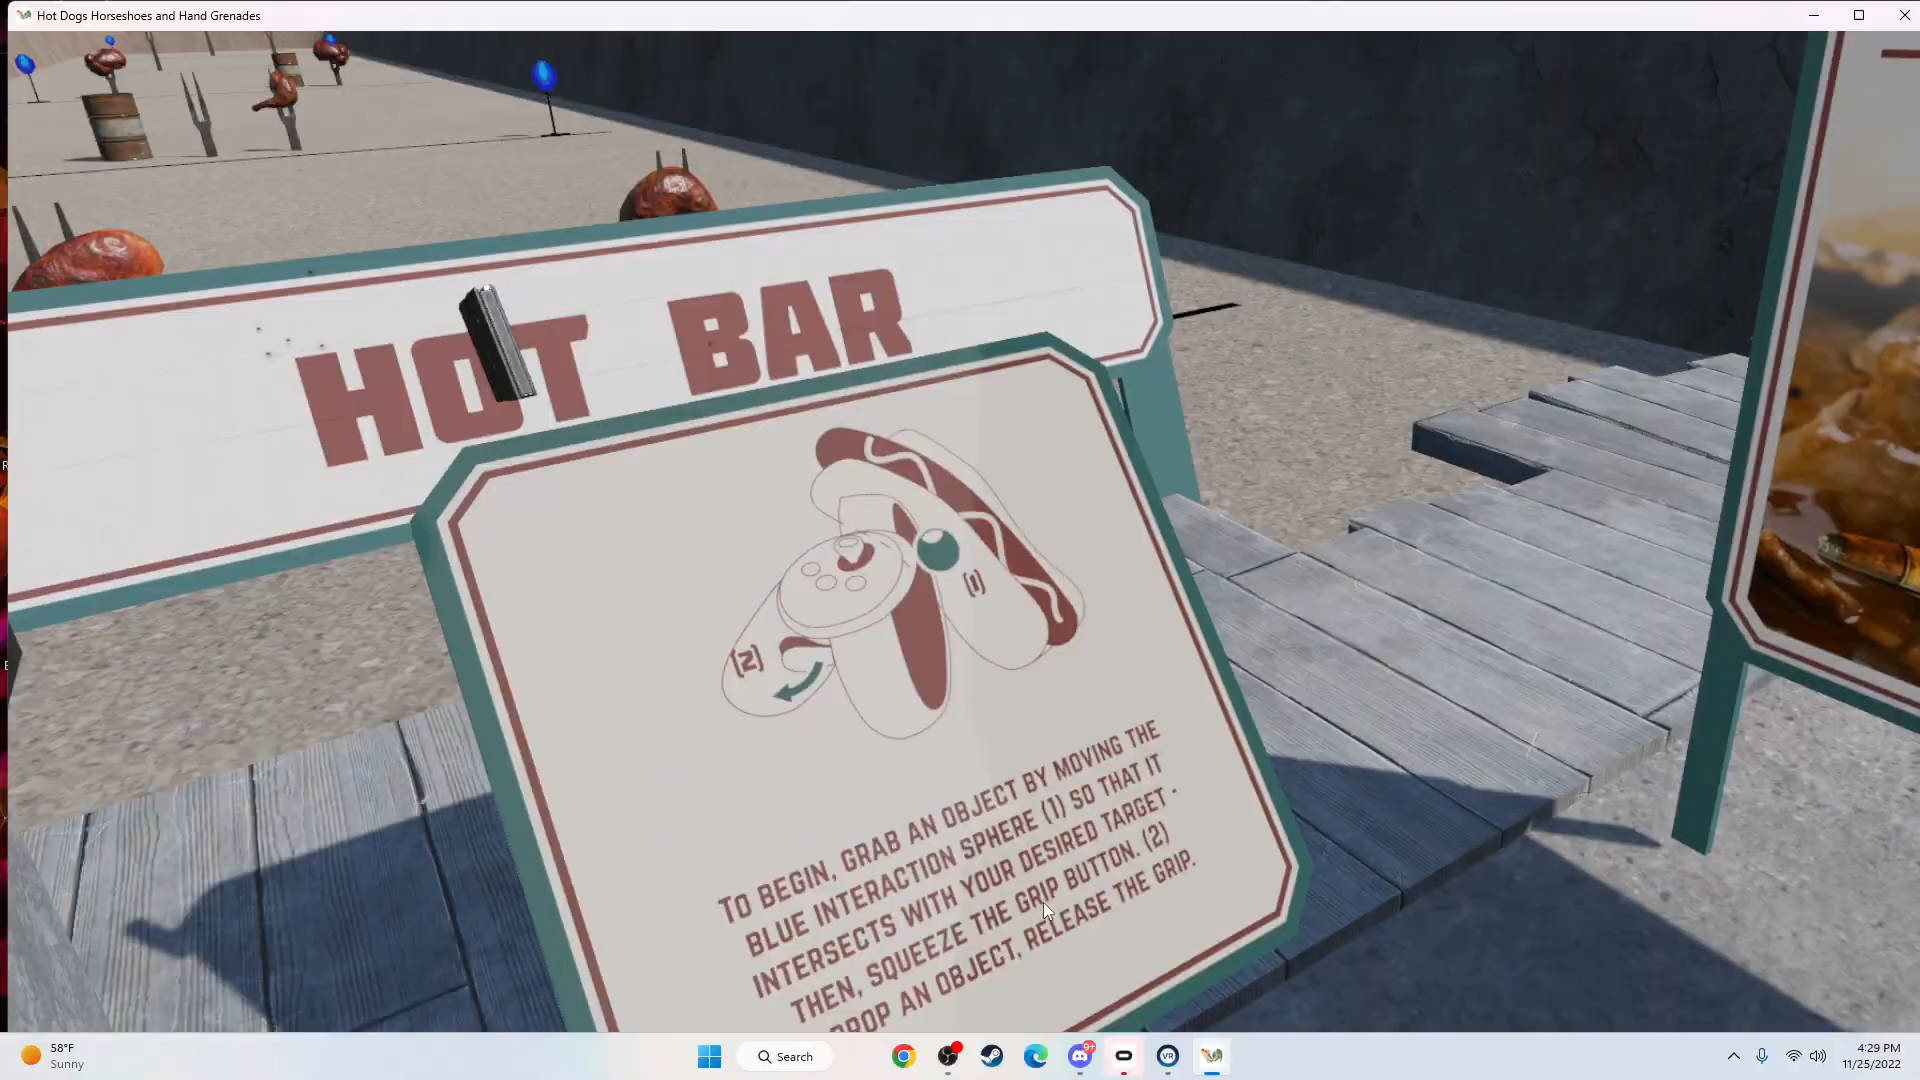 Hot Dogs Horseshoes and Hand Grenades
HOT BAR
(1)
(2)
TO BEGIN, GRAB AN OBJECT BY MOVING THE
BLUE INTERACTION SPHERE (1) SO THAT IT
INTERSECTS WITH YOUR DESIRED TARGET -
THEN, SQUEEZE THE GRIP BUTTON. (2)
DROP AN OBJECT, RELEASE THE GRIP.
58°F
Sunny
Search
9+
VR
4:29 PM
11/25/2022